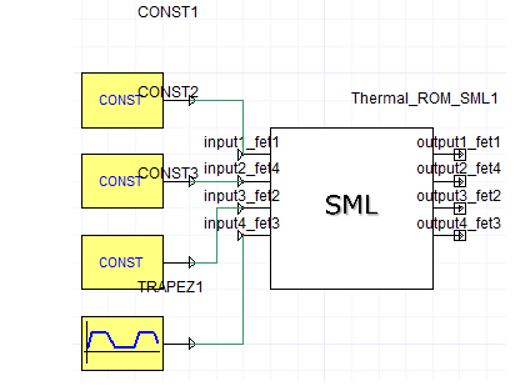 CONST1
CONST
CONST2
Thermal_ROM_SML1
input1_fet1
output1_fet1
CONST3
CONST
input2_fet4
output2_fet4
input3_fet2
output3_fet2
SML
input4_fet3
output4_fet3
CONST
TRAPEZ1